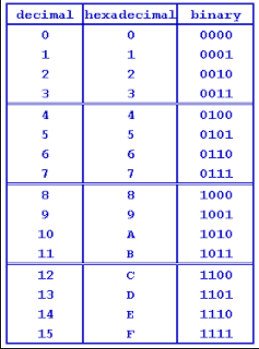 decimal hexadecimal binary
0 0 0000
1 1 0001
2 2 0010
3 3 0011
4 4 0100
5 5 0101
6 6 0110
7 7 0111
8 8 1000
9 9 1001
10 A 1010
11 B 1011
12 C 1100
13 D 1101
14 E 1110
15 F 1111